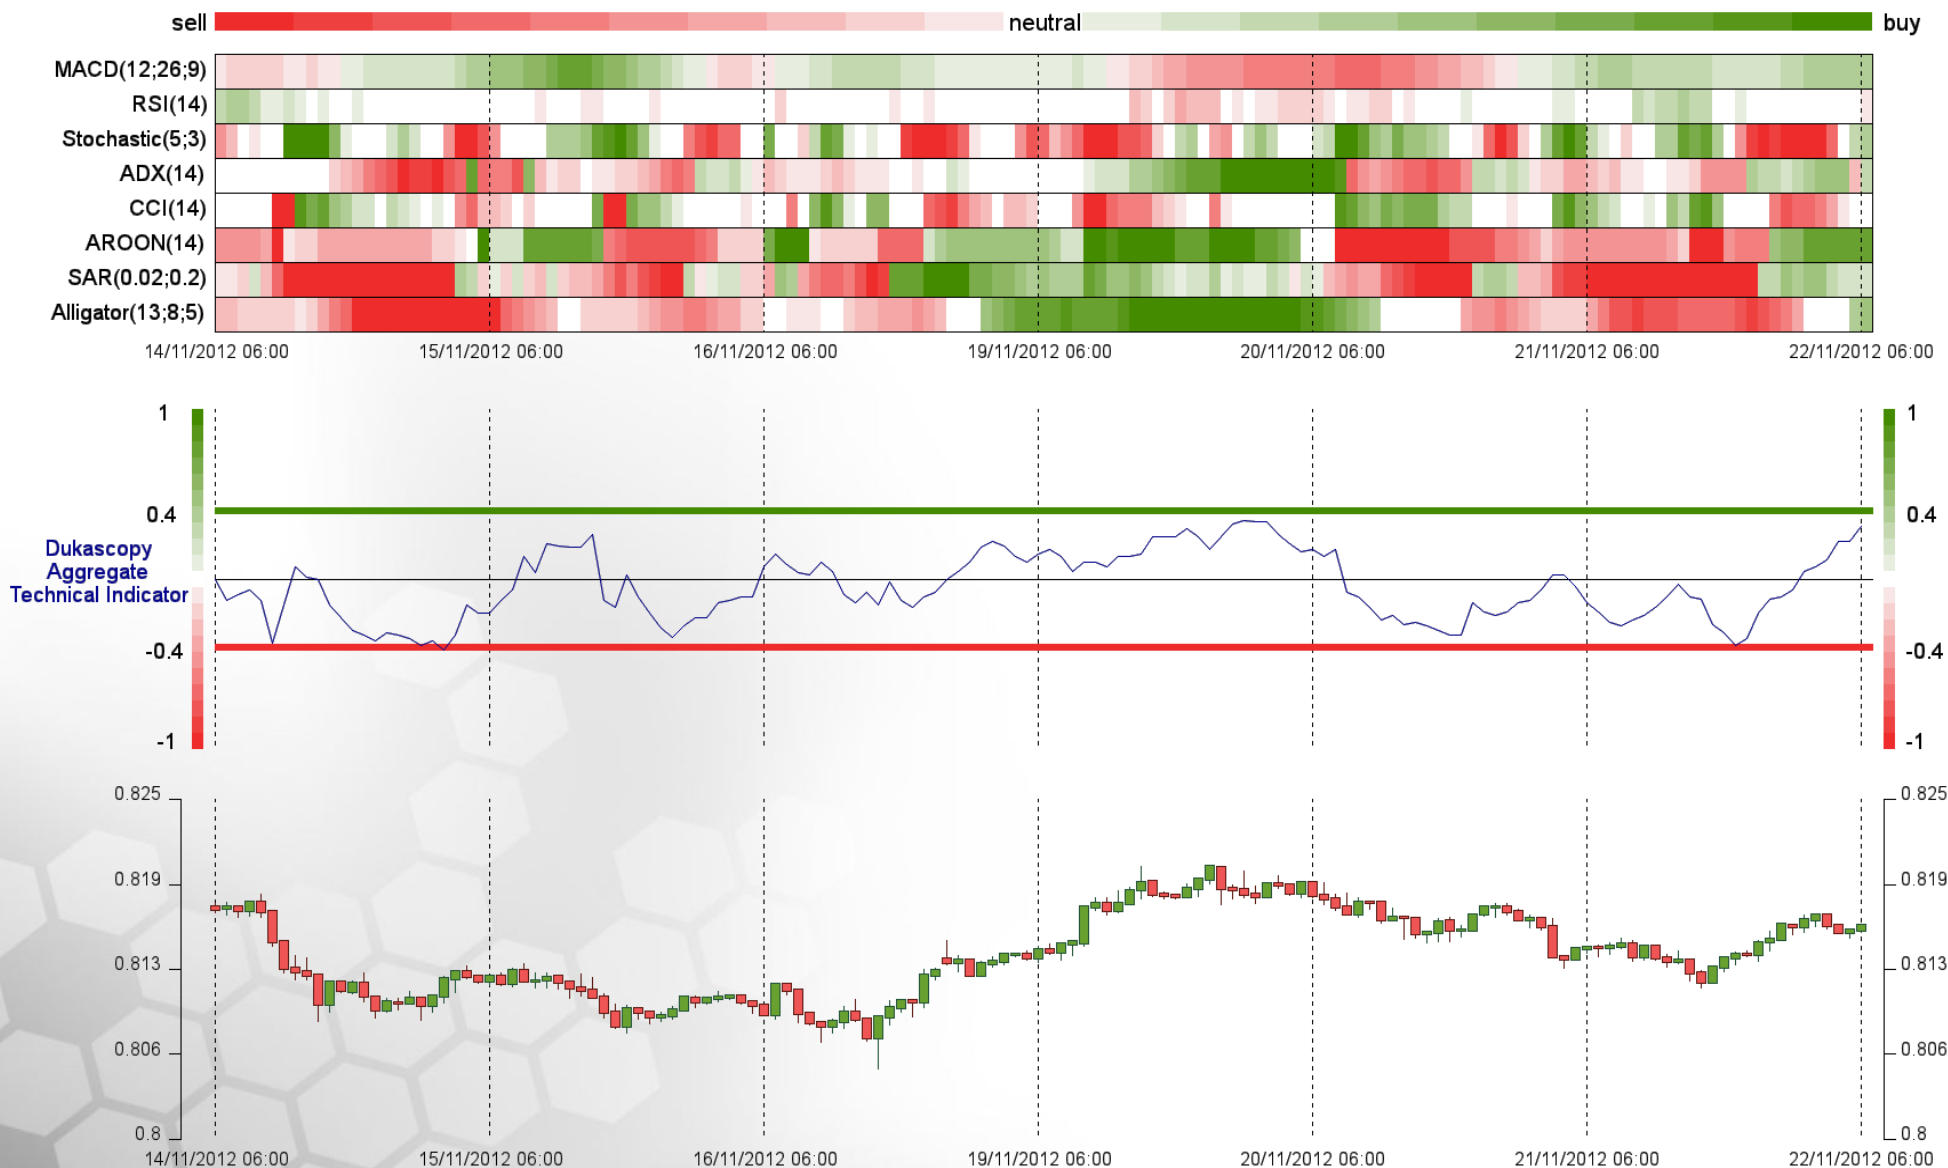 sell neutral buy
MACD(12;26;9)
RSI(14)
Stochastic(5;3)
ADX(14)
CCI(14)
AROON(14)
SAR(0.02;0.2)
Alligator(13;8;5)
14/11/2012 06:00 15/11/2012 06:00 16/11/2012 06:00 19/11/2012 06:00 20/11/2012 06:00 21/11/2012 06:00 22/11/2012 06:00
1 1
0.4 0.4
Dukascopy
Aggregate
Technical Indicator
-0.4 -0.4
-1 -1
0.825 0.825
0.819 0.819
0.813 0.813
0.806 0.806
0.8 0.8
14/11/2012 06:00 15/11/2012 06:00 16/11/2012 06:00 19/11/2012 06:00 20/11/2012 06:00 21/11/2012 06:00 22/11/2012 06:00